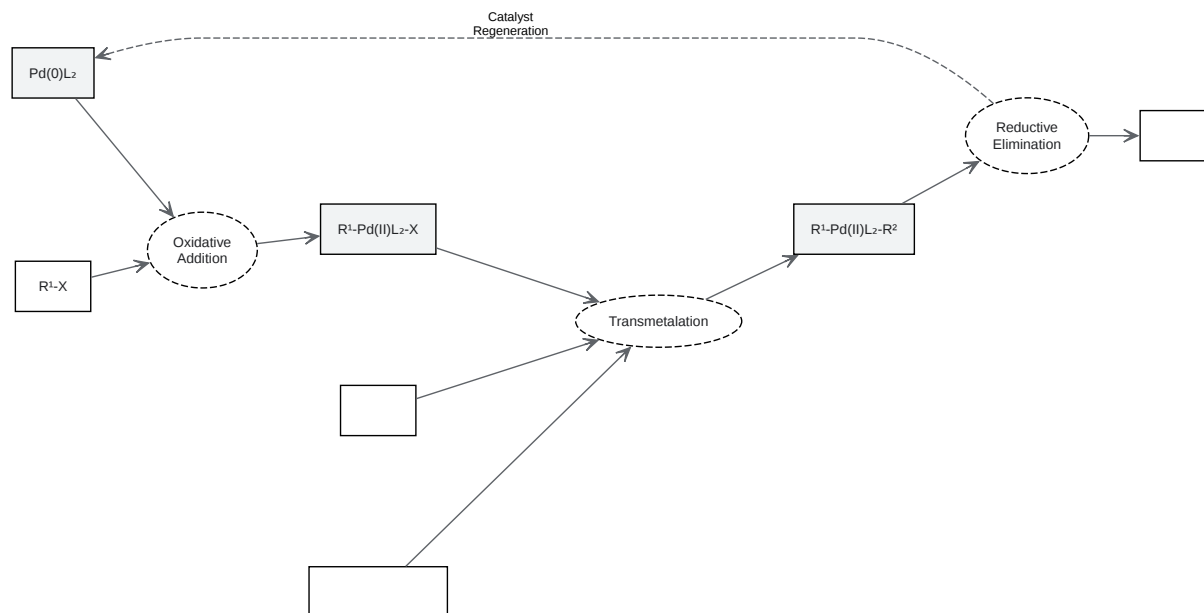 Catalyst
Regeneration
Pd(0)L₂
Reductive
Elimination
R¹-Pd(II)L₂-X
R¹-Pd(II)L₂-R²
Oxidative
Addition
R¹-X
Transmetalation